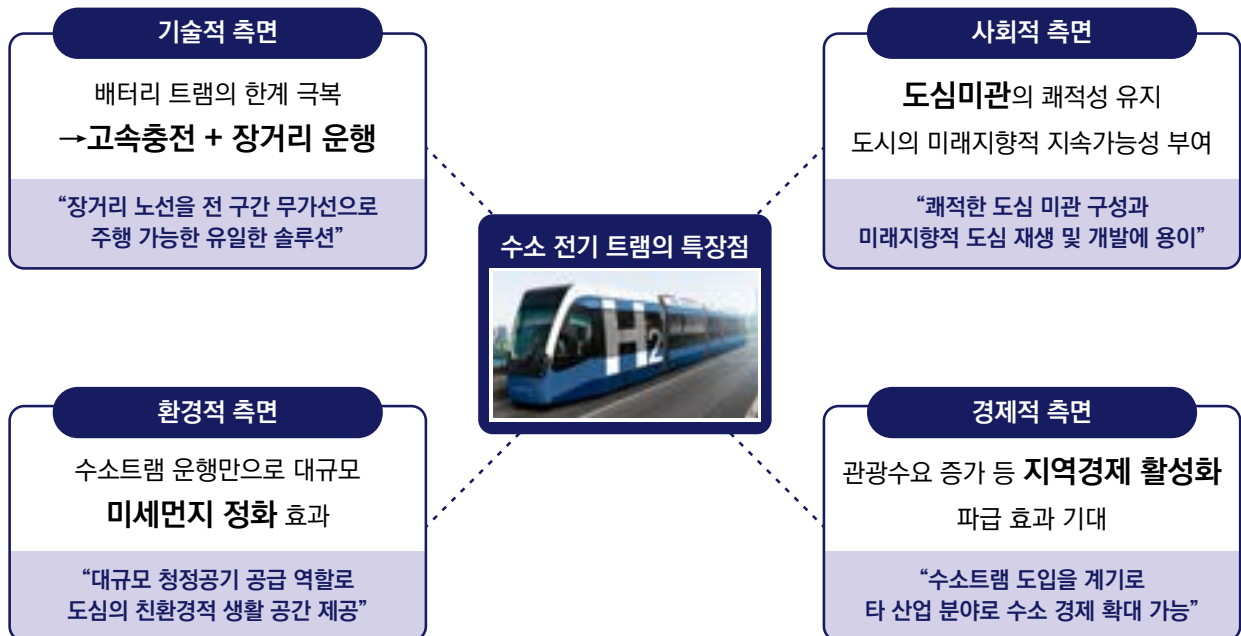 기술적 측면
배터리 트램의 한계 극복
→고속충전 + 장거리 운행
“장거리 노선을 전 구간 무가선으로
주행 가능한 유일한 솔루션”
사회적 측면
도심미관의 쾌적성 유지
도시의 미래지향적 지속가능성 부여
“쾌적한 도심 미관 구성과
미래지향적 도심 재생 및 개발에 용이”
수소 전기 트램의 특장점
H2
환경적 측면
수소트램 운행만으로 대규모
미세먼지 정화 효과
“대규모 청정공기 공급 역할로
도심의 친환경적 생활 공간 제공”
경제적 측면
관광수요 증가 등 지역경제 활성화
파급 효과 기대
“수소트램 도입을 계기로
타 산업 분야로 수소 경제 확대 가능”